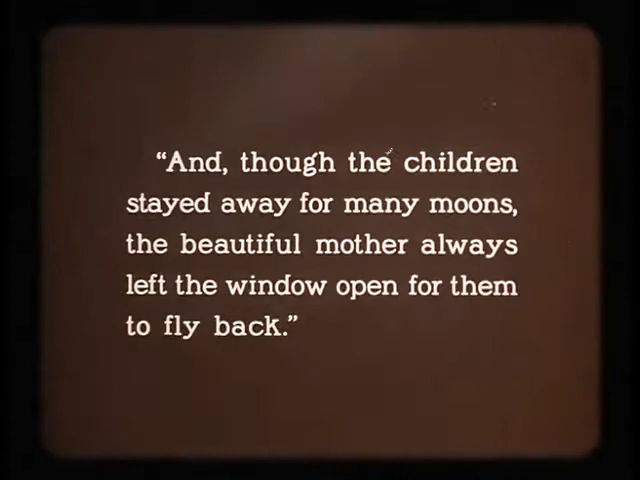 “And, though the children
stayed away for many moons,
the beautiful mother always
left the window open for them
to fly back.”